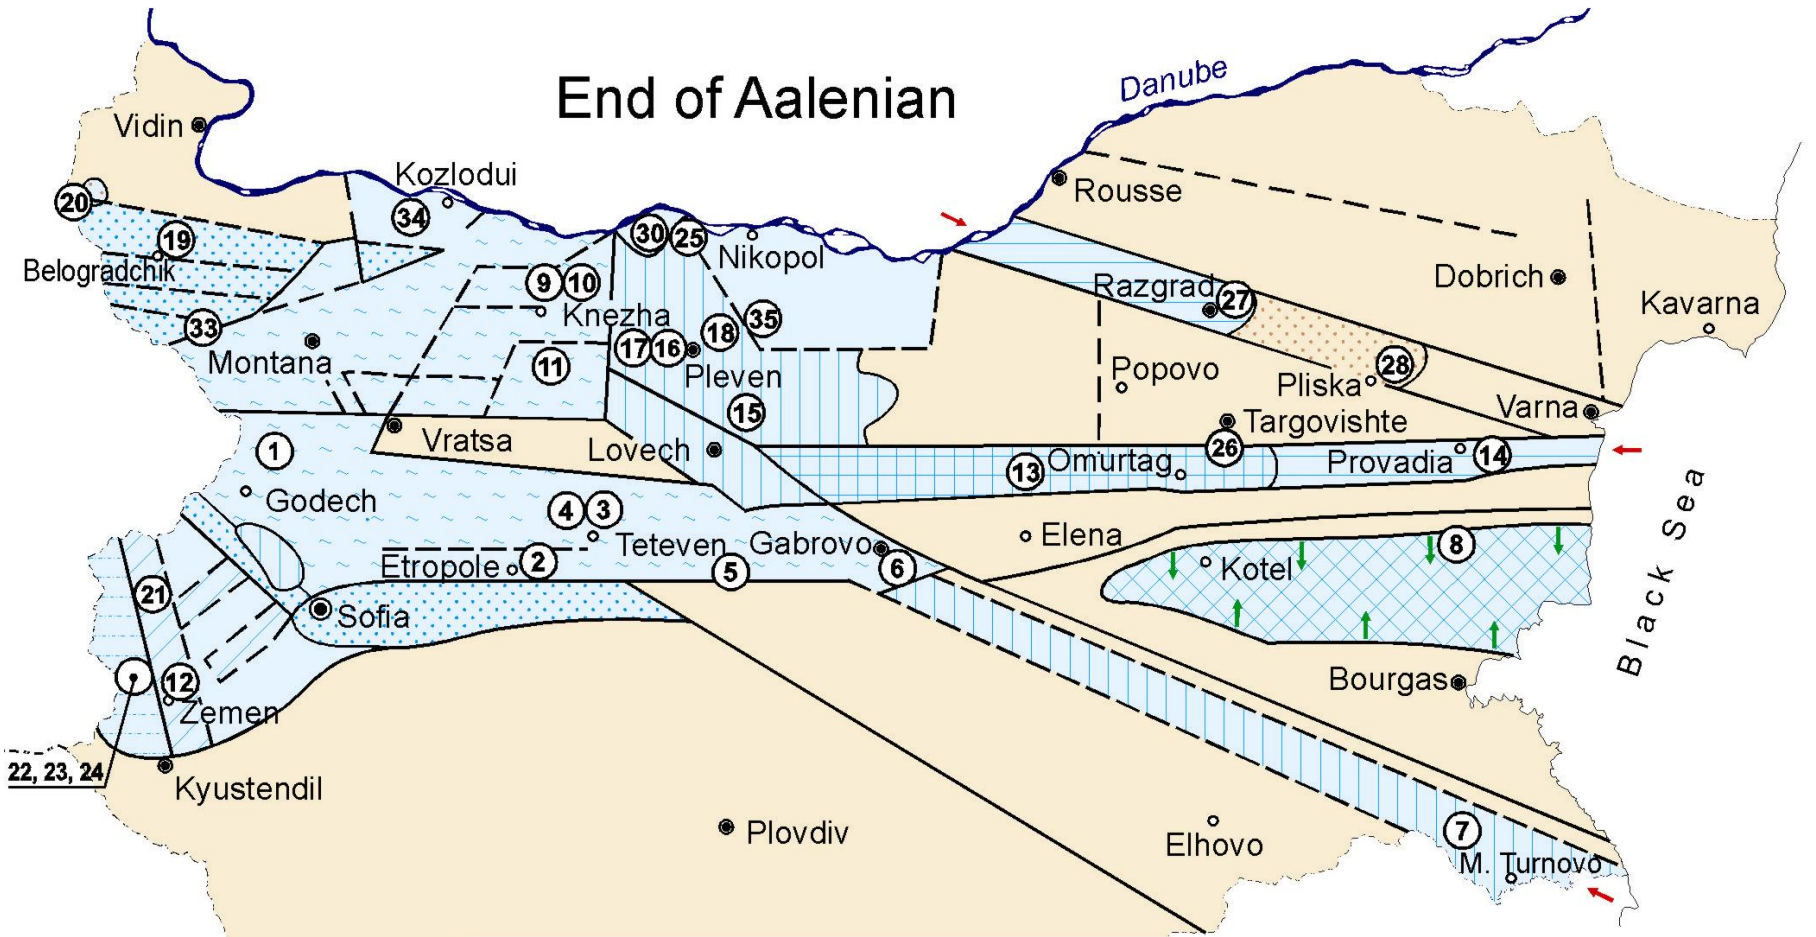 End of Aalenian
Danube
Vidin
Kozlodui
Rousse
20
34
30
25
Nikopol
19
Belogradchik
9
10
Knezha
Razgrad
27
Dobrich
Kavarna
33
Montana
35
18
17
16
Pleven
11
28
Popovo
Pliska
Varna
15
Vratsa
Lovech
Targovishte
26
1
13
Omurtag
Provadia
14
Godech
4
3
Teteven
Gabrovo
Elena
8
Etropole
2
5
6
Kotel
Black Sea
21
Sofia
12
Zemen
Bourgas
22, 23, 24
Kyustendil
Plovdiv
Elhovo
7
M. Turnovo